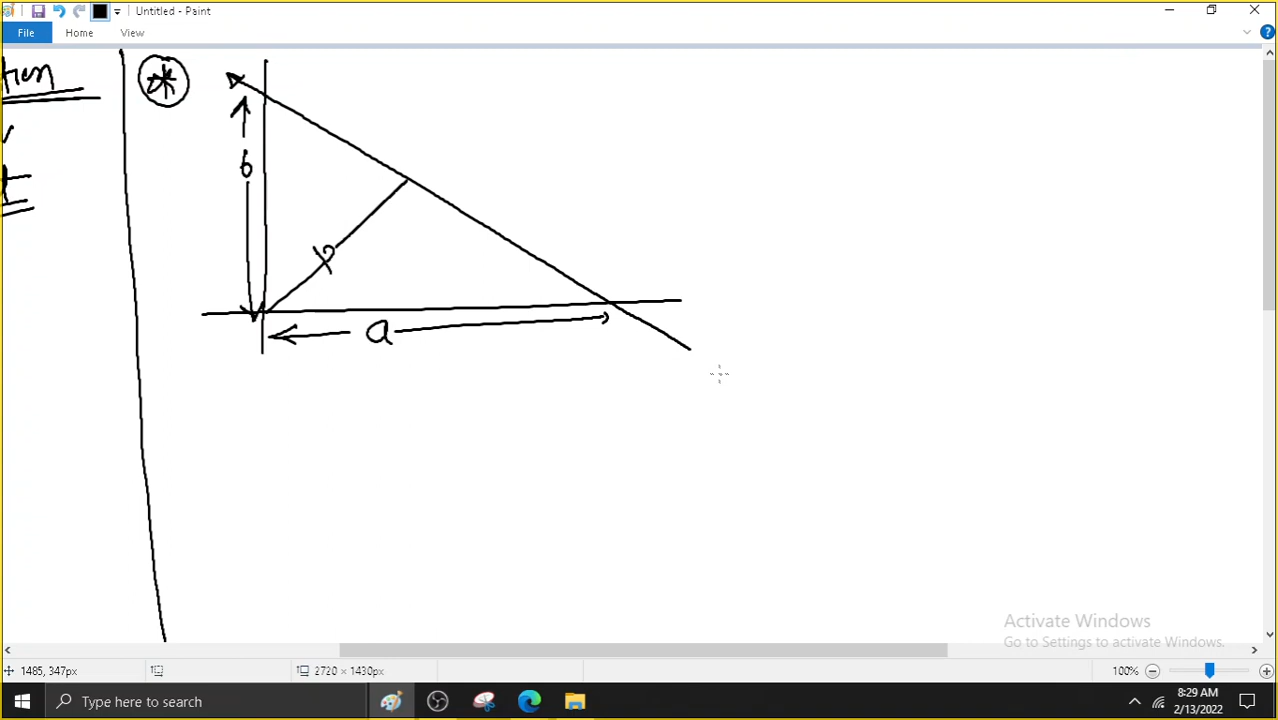 Untitled - Paint
File Home View
b
p
a
Activate Windows
Go to Settings to activate Windows.
1485, 347px
2720 × 1430px
100%
Type here to search
8:29 AM
2/13/2022